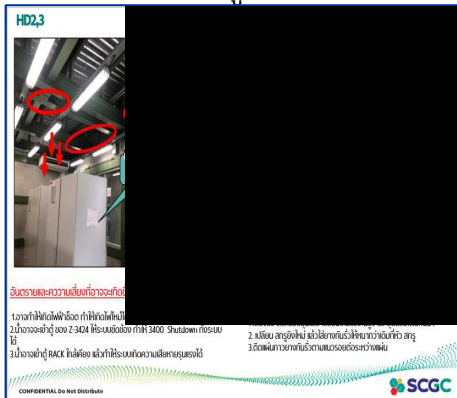 HD2,3
อันตรายและความเสี่ยงที่อาจจะเกิด
1.อาจทำให้เกิดไฟฟ้าช็อต ทำให้เกิดไฟไหม้
2.น้ำอาจจะเข้าตู้ ของ Z-3424 ให้ระบบขัดข้อง ทำให้ 3400 Shutdown ทั้งระบบ
ได้
3.น้ำอาจเข้าตู้ RACK ใกล้เคียง แล้วทำให้ระบบเกิดความเสียหายรุนแรงได้
2. เปลี่ยน สกรูยิงใหม่ แล้วใส่ยางกันรั่วให้หนากว่าเดิมที่หัว สกรู
3.ติดแผ่นกาวยางกันรั่วตามแนวรอยต่อระหว่างแผ่น
CONFIDENTIAL Do Not Distribute
SCGC